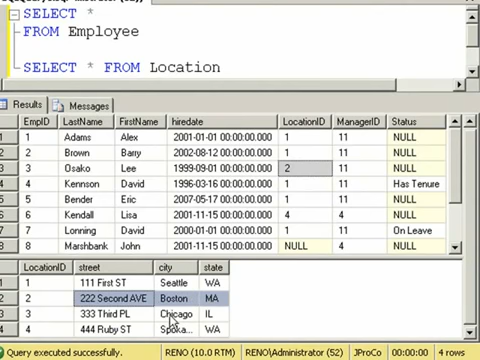 SELECT *
FROM Employee
SELECT * FROM Location
Results Messages
EmpID LastName FirstName hiredate LocationID ManagerID Status
1 1 Adams Alex 2001-01-01 00:00:00.000 1 11 NULL
2 2 Brown Barry 2002-08-12 00:00:00.000 1 11 NULL
3 3 Osako Lee 1999-09-01 00:00:00.000 2 11 NULL
4 4 Kennson David 1996-03-16 00:00:00.000 1 11 Has Tenure
5 5 Bender Eric 2007-05-17 00:00:00.000 1 11 NULL
6 6 Kendall Lisa 2001-11-15 00:00:00.000 4 4 NULL
7 7 Lonning David 2000-01-01 00:00:00.000 1 11 On Leave
8 8 Marshbank John 2001-11-15 00:00:00.000 NULL 4 NULL
LocationID street city state
1 1 111 First ST Seattle WA
2 2 222 Second AVE Boston MA
3 3 333 Third PL Chicago IL
4 4 444 Ruby ST Spoka... WA
Query executed successfully. RENO (10.0 RTM) RENO\Administrator (52) JProCo 00:00:00 4 rows